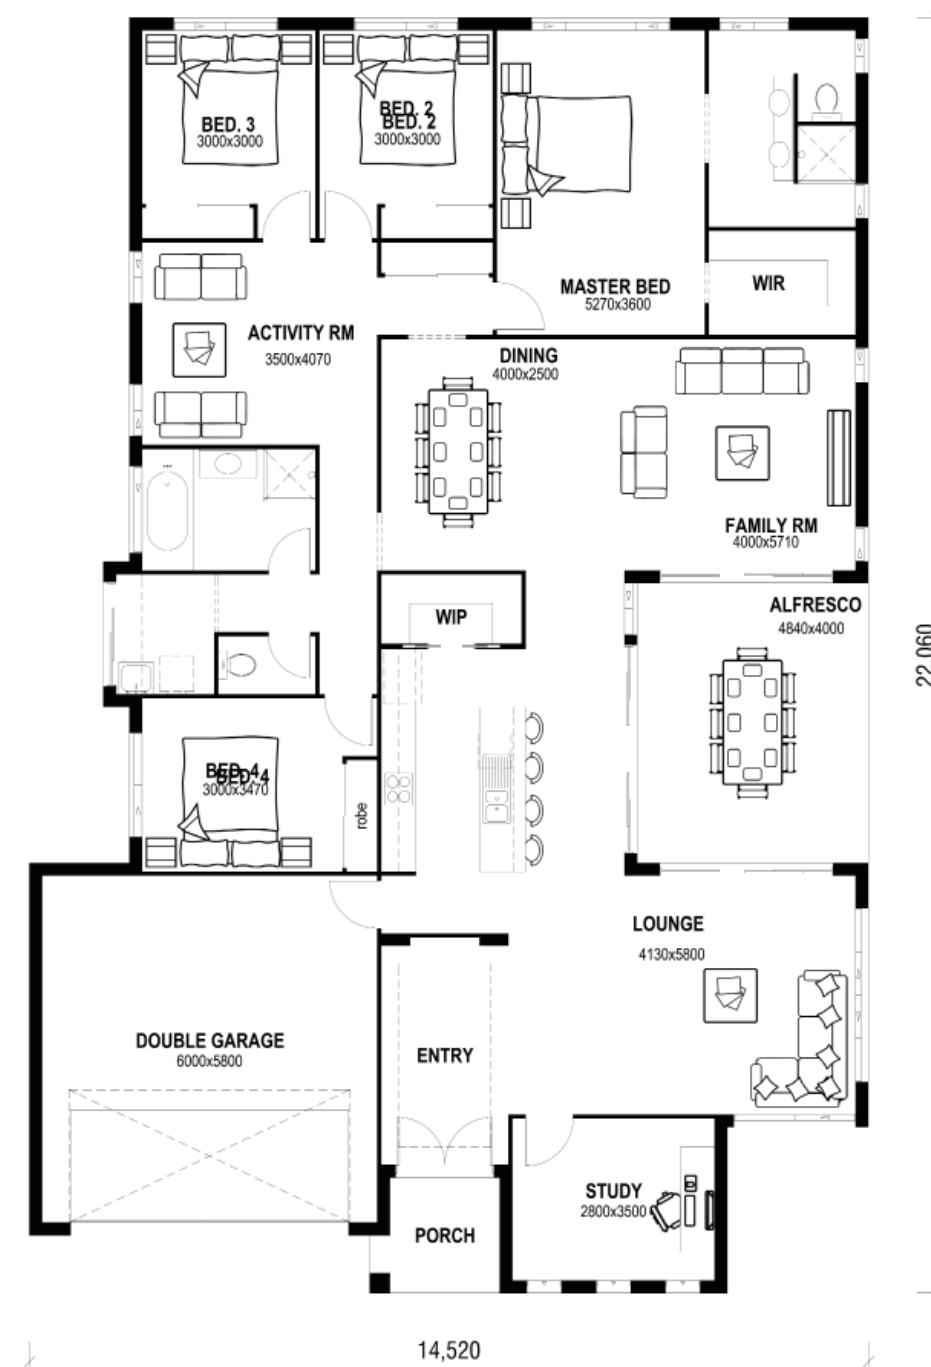 BED. 3
3000x3000
BED. 2
BED. 2
3000x3000
MASTER BED
5270x3600
WIR
ACTIVITY RM
3500x4070
DINING
4000x2500
FAMILY RM
4000x5710
WIP
ALFRESCO
4840x4000
22,060
BED. 4
BED. 4
3000x3470
robe
LOUNGE
4130x5800
DOUBLE GARAGE
6000x5800
ENTRY
STUDY
2800x3500
PORCH
14,520